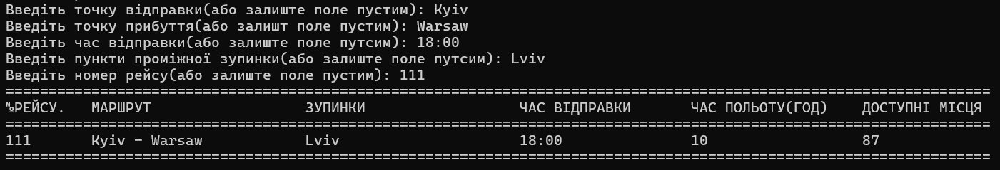 Введіть точку відправки(або залиште поле пустим): Kyiv
Введіть точку прибуття(або залишт поле пустим): Warsaw
Введіть час відправки(або залиште поле путсим): 18:00
Введіть пункти проміжної зупинки(або залиште поле путсим): Lviv
Введіть номер рейсу(або залиште поле пустим): 111
===================================================================================================================
№РЕЙСУ. МАРШРУТ ЗУПИНКИ ЧАС ВІДПРАВКИ ЧАС ПОЛЬОТУ(ГОД) ДОСТУПНІ МІСЦЯ
===================================================================================================================
111 Kyiv - Warsaw Lviv 18:00 10 87
===================================================================================================================